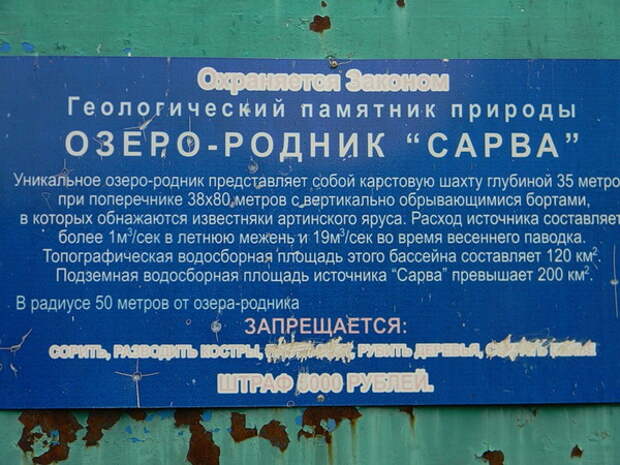 Охраняется Законом
Геологический памятник природы
ОЗЕРО-РОДНИК “САРВА”
Уникальное озеро-родник представляет собой карстовую шахту глубиной 35 метро
при поперечнике 38х80 метров с вертикально обрывающимися бортами,
в которых обнажаются известняки артинского яруса. Расход источника составляет
более 1м³/сек в летнюю межень и 19м³/сек во время весеннего паводка.
Топографическая водосборная площадь этого бассейна составляет 120 км².
Подземная водосборная площадь источника “Сарва” превышает 200 км².
В радиусе 50 метров от озера-родника
ЗАПРЕЩАЕТСЯ:
СОРИТЬ, РАЗВОДИТЬ КОСТРЫ, РУБИТЬ ДЕРЕВЬЯ,
ШТРАФ 5000 РУБЛЕЙ.